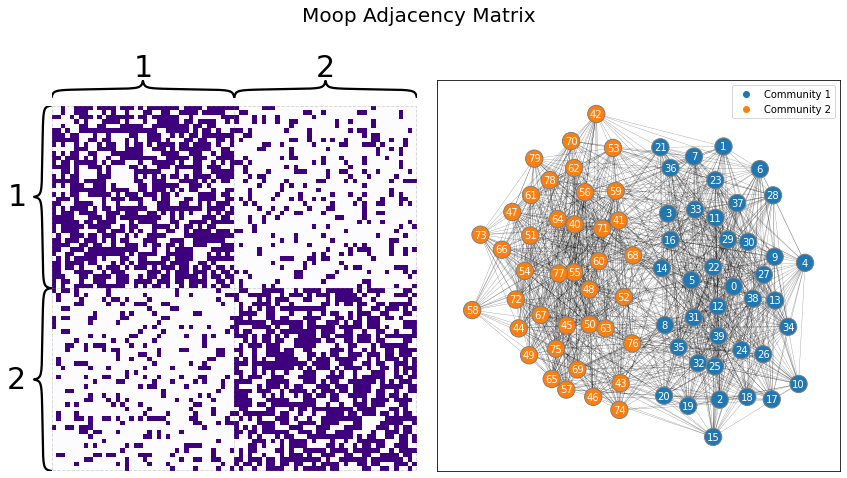 Moop Adjacency Matrix
1 2
1
2
Community 1
Community 2
42
70 53 21 1
79 7
62 36 6
78 23
61 56 59 28
47 37
64 40 41 3 33 11
73 51 71 16 29 30
66
68 9
60 14 22 4
54 77 55 27
5
48 0
58 72 52 38 13
67 12
44 45 50 63 31 8 34
39
49 75 76 35 24 26
69 32 25
65 43 10
57 46 20 2 18 17
74 19
15